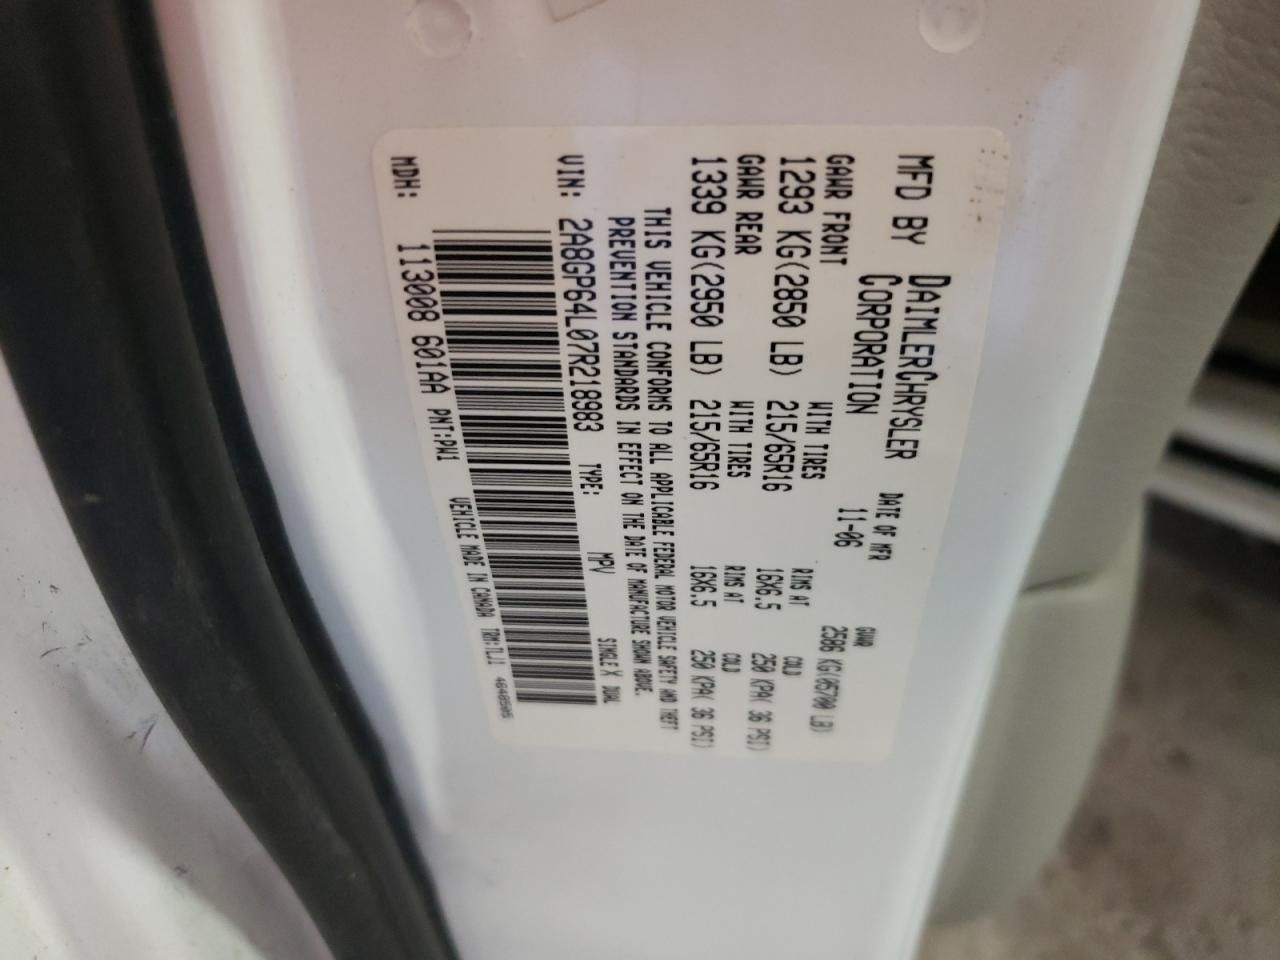 MFD BY DAIMLERCHRYSLER CORPORATION
DATE OF MFR 11-06
GVWR 2586 KG(05700 LB)
GAWR FRONT WITH TIRES RIMS AT COLD
1293 KG(2850 LB) 215/65R16 16X6.5 250 KPA( 36 PSI)
GAWR REAR WITH TIRES RIMS AT COLD
1339 KG(2950 LB) 215/65R16 16X6.5 250 KPA( 36 PSI)
THIS VEHICLE CONFORMS TO ALL APPLICABLE FEDERAL MOTOR VEHICLE SAFETY AND THEFT
PREVENTION STANDARDS IN EFFECT ON THE DATE OF MANUFACTURE SHOWN ABOVE.
VIN: 2A8GP64L07R218983 TYPE: MPV SINGLE X DUAL
MDH: 113008 601AA PNT:PW1 VEHICLE MADE IN CANADA TRM:TLJ1 4648505